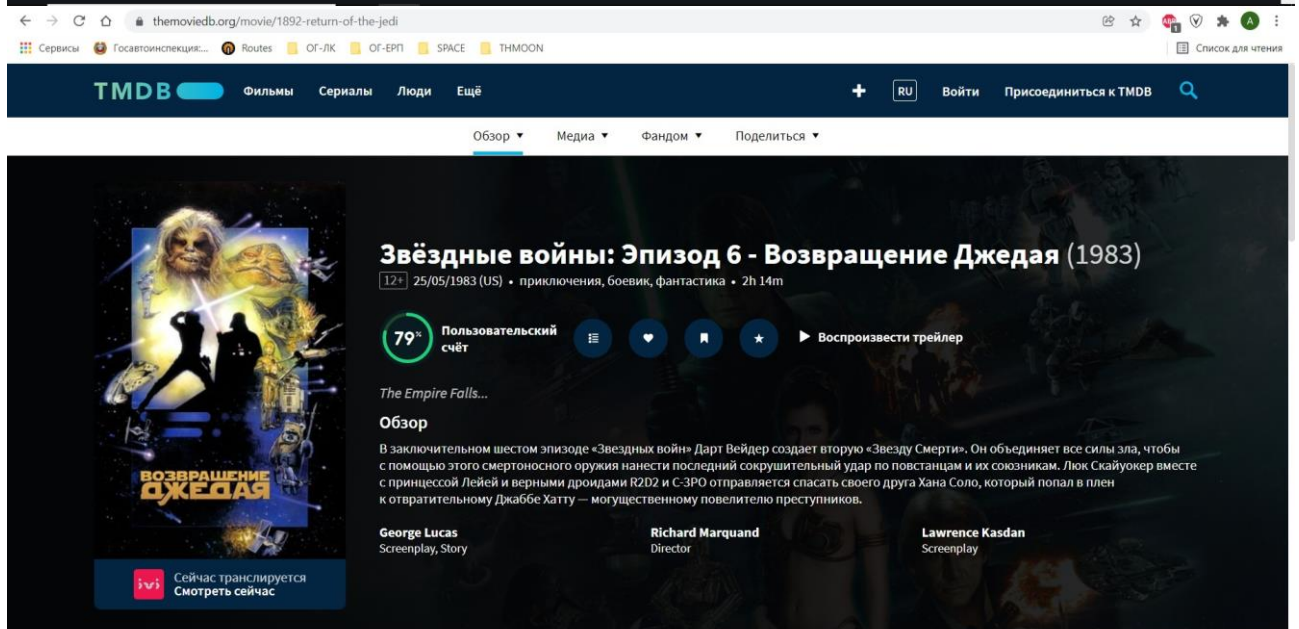 themoviedb.org/movie/1892-return-of-the-jedi
ABP 1 A
Сервисы Госавтоинспекция:... Routes ОГ-ЛК ОГ-ЕРП SPACE THMOON Список для чтения
TMDB Фильмы Сериалы Люди Ещё RU Войти Присоединиться к TMDB
Обзор Медиа Фандом Поделиться
Звёздные войны: Эпизод 6 - Возвращение Джедая (1983)
12+ 25/05/1983 (US) • приключения, боевик, фантастика • 2h 14m
79% Пользовательский счёт Воспроизвести трейлер
The Empire Falls...
Обзор
В заключительном шестом эпизоде «Звездных войн» Дарт Вейдер создает вторую «Звезду Смерти». Он объединяет все силы зла, чтобы
с помощью этого смертоносного оружия нанести последний сокрушительный удар по повстанцам и их союзникам. Люк Скайуокер вместе
с принцессой Лейей и верными дроидами R2D2 и C-3PO отправляется спасать своего друга Хана Соло, который попал в плен
к отвратительному Джаббе Хатту — могущественному повелителю преступников.
George Lucas
Screenplay, Story
Richard Marquand
Director
Lawrence Kasdan
Screenplay
ВОЗВРАЩЕНИЕ
ДЖЕДАЯ
ivi
Сейчас транслируется
Смотреть сейчас